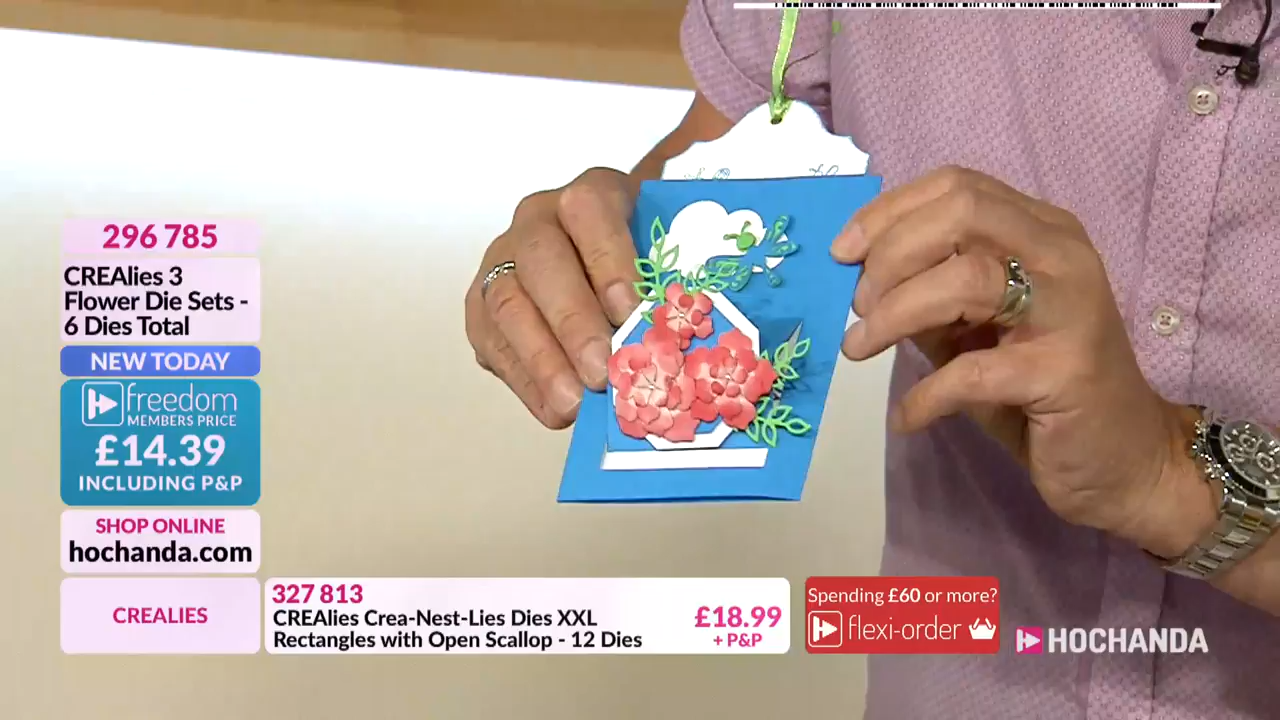 296 785
CREAlies 3
Flower Die Sets -
6 Dies Total
NEW TODAY
freedom
MEMBERS PRICE
£14.39
INCLUDING P&P
SHOP ONLINE
hochanda.com
CREALIES
327 813
CREAlies Crea-Nest-Lies Dies XXL
Rectangles with Open Scallop - 12 Dies
£18.99
+ P&P
Spending £60 or more?
flexi-order
HOCHANDA